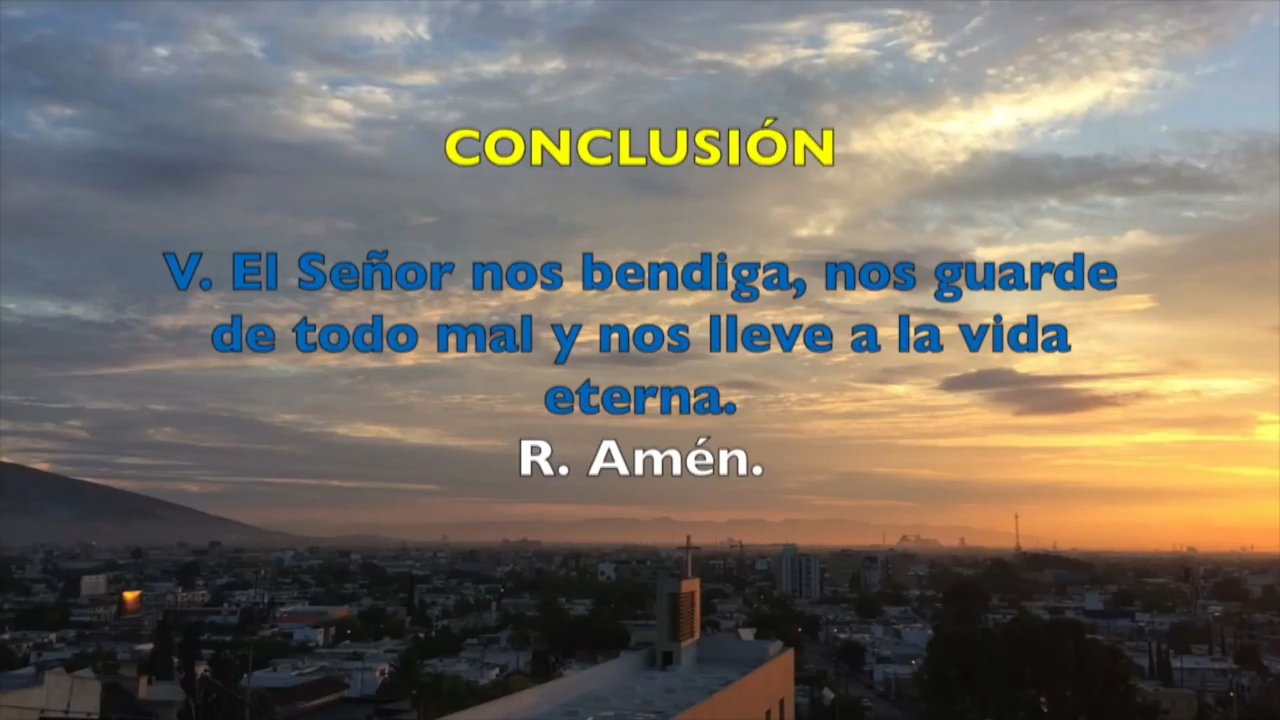 CONCLUSIÓN
V. El Señor nos bendiga, nos guarde
de todo mal y nos lleve a la vida
eterna.
R. Amén.